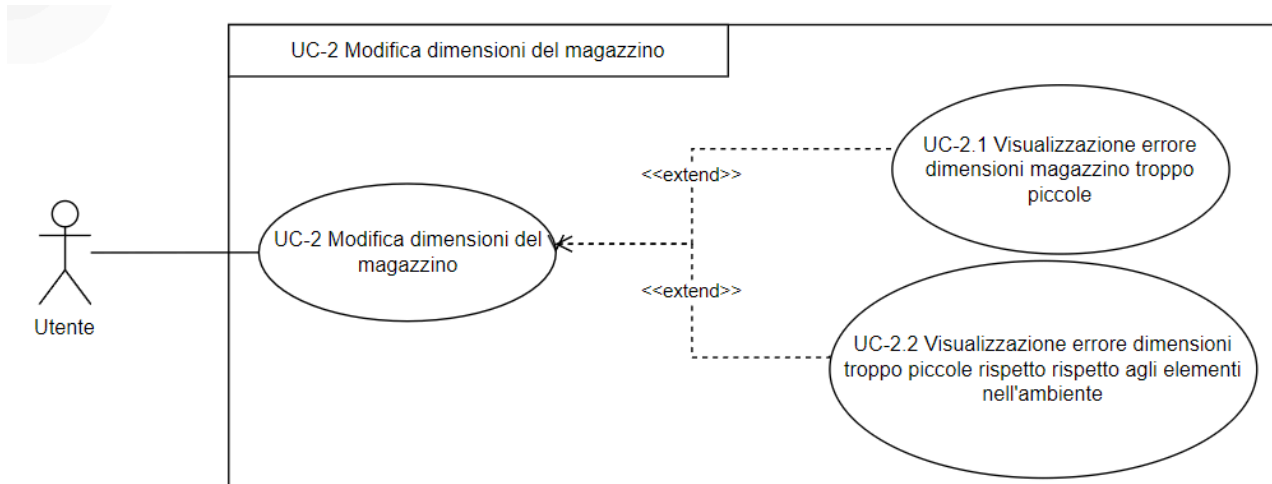 UC-2 Modifica dimensioni del magazzino
UC-2.1 Visualizzazione errore
dimensioni magazzino troppo
piccole
<<extend>>
UC-2 Modifica dimensioni del
magazzino
<<extend>>
Utente
UC-2.2 Visualizzazione errore dimensioni
troppo piccole rispetto rispetto agli elementi
nell'ambiente